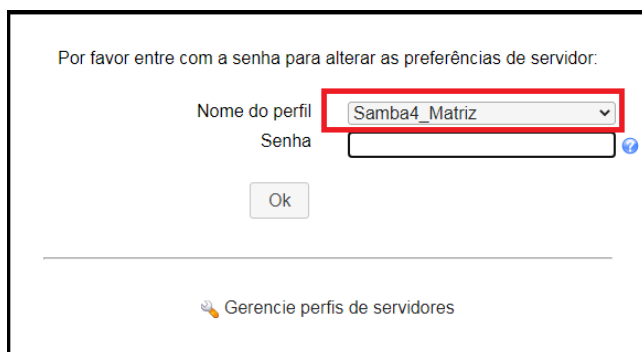 Por favor entre com a senha para alterar as preferências de servidor:
Nome do perfil Samba4_Matriz
Senha
Ok
Gerencie perfis de servidores